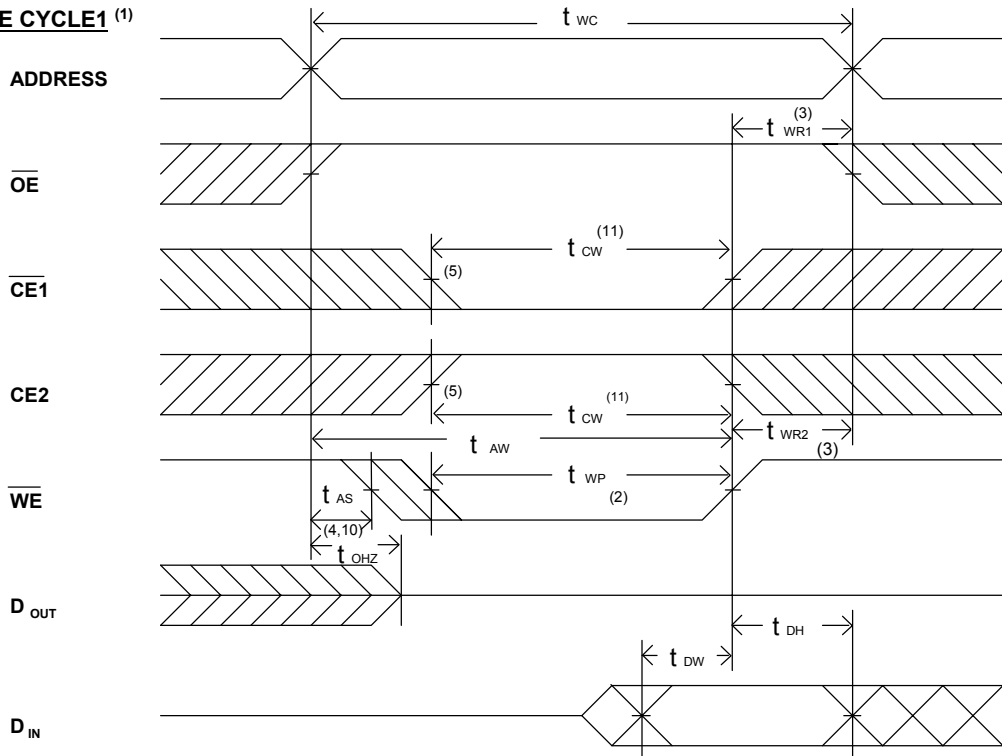 E CYCLE1 (1)
t WC
ADDRESS
(3)
t WR1
OE
(11)
t CW
(5)
CE1
CE2
(5)
(11)
t CW
t AW
t WR2
(3)
t WP
(2)
WE
t AS
(4,10)
t OHZ
D OUT
t DH
t DW
D IN